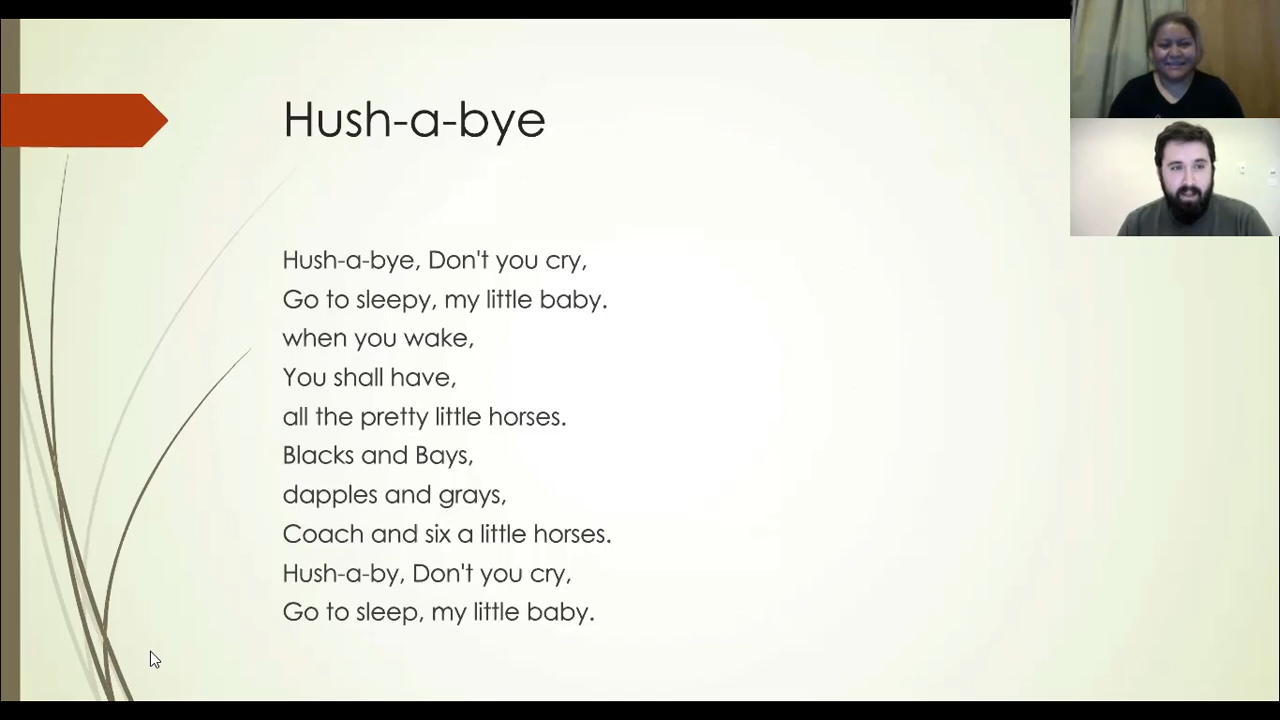 Hush-a-bye
Hush-a-bye, Don't you cry,
Go to sleepy, my little baby.
when you wake,
You shall have,
all the pretty little horses.
Blacks and Bays,
dapples and grays,
Coach and six a little horses.
Hush-a-by, Don't you cry,
Go to sleep, my little baby.